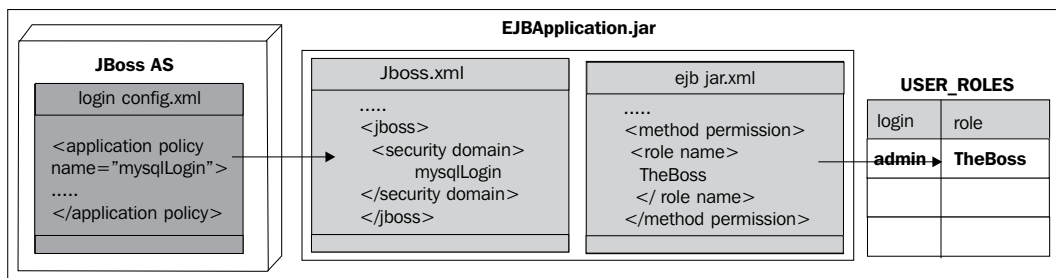 EJBApplication.jar
JBoss AS
login config.xml
<application policy
name=”mysqlLogin”>
.....
</application policy>
Jboss.xml
.....
<jboss>
<security domain>
mysqlLogin
</security domain>
</jboss>
ejb jar.xml
.....
<method permission>
<role name>
TheBoss
</ role name>
</method permission>
USER_ROLES
login role
admin TheBoss